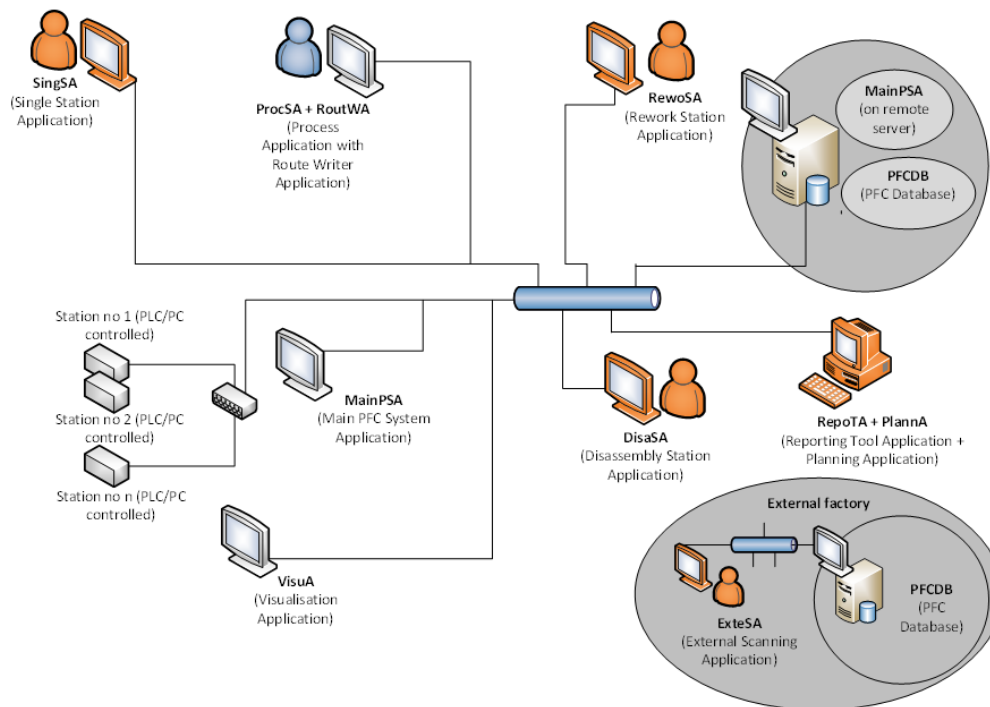 SingSA
(Single Station
Application)
ProcSA + RoutWA
(Process
Application with
Route Writer
Application)
RewoSA
(Rework Station
Application)
MainPSA
(on remote
server)
PFCDB
(PFC Database)
Station no 1 (PLC/PC
controlled)
Station no 2 (PLC/PC
controlled)
Station no n (PLC/PC
controlled)
MainPSA
(Main PFC System
Application)
VisuA
(Visualisation
Application)
DisaSA
(Disassembly Station
Application)
RepoTA + PlannA
(Reporting Tool Application +
Planning Application)
External factory
ExteSA
(External Scanning
Application)
PFCDB
(PFC
Database)